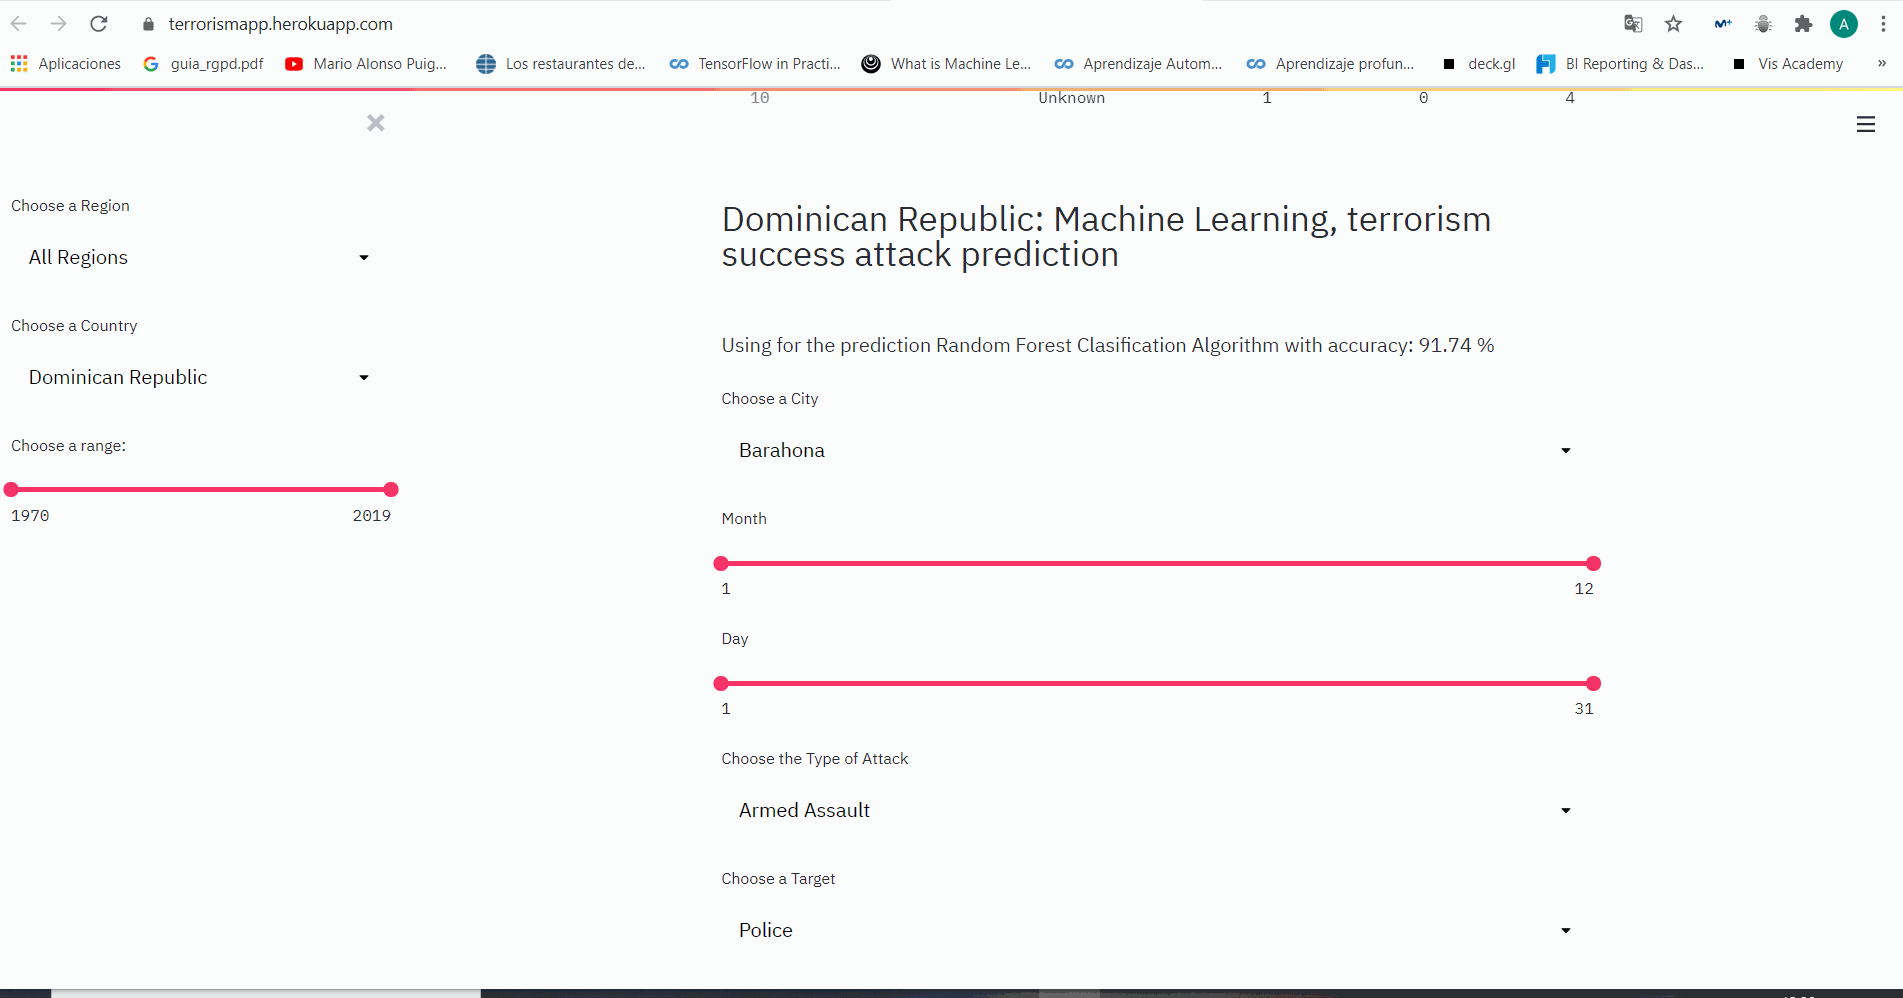 terrorismapp.herokuapp.com
A
Aplicaciones guia_rgpd.pdf Mario Alonso Puig... Los restaurantes de... TensorFlow in Practi... What is Machine Le... Aprendizaje Autom... Aprendizaje profun... deck.gl BI Reporting & Das... Vis Academy »
10 Unknown 1 0 4
Choose a Region
All Regions
Choose a Country
Dominican Republic
Choose a range:
1970 2019
Dominican Republic: Machine Learning, terrorism
success attack prediction
Using for the prediction Random Forest Clasification Algorithm with accuracy: 91.74 %
Choose a City
Barahona
Month
1 12
Day
1 31
Choose the Type of Attack
Armed Assault
Choose a Target
Police